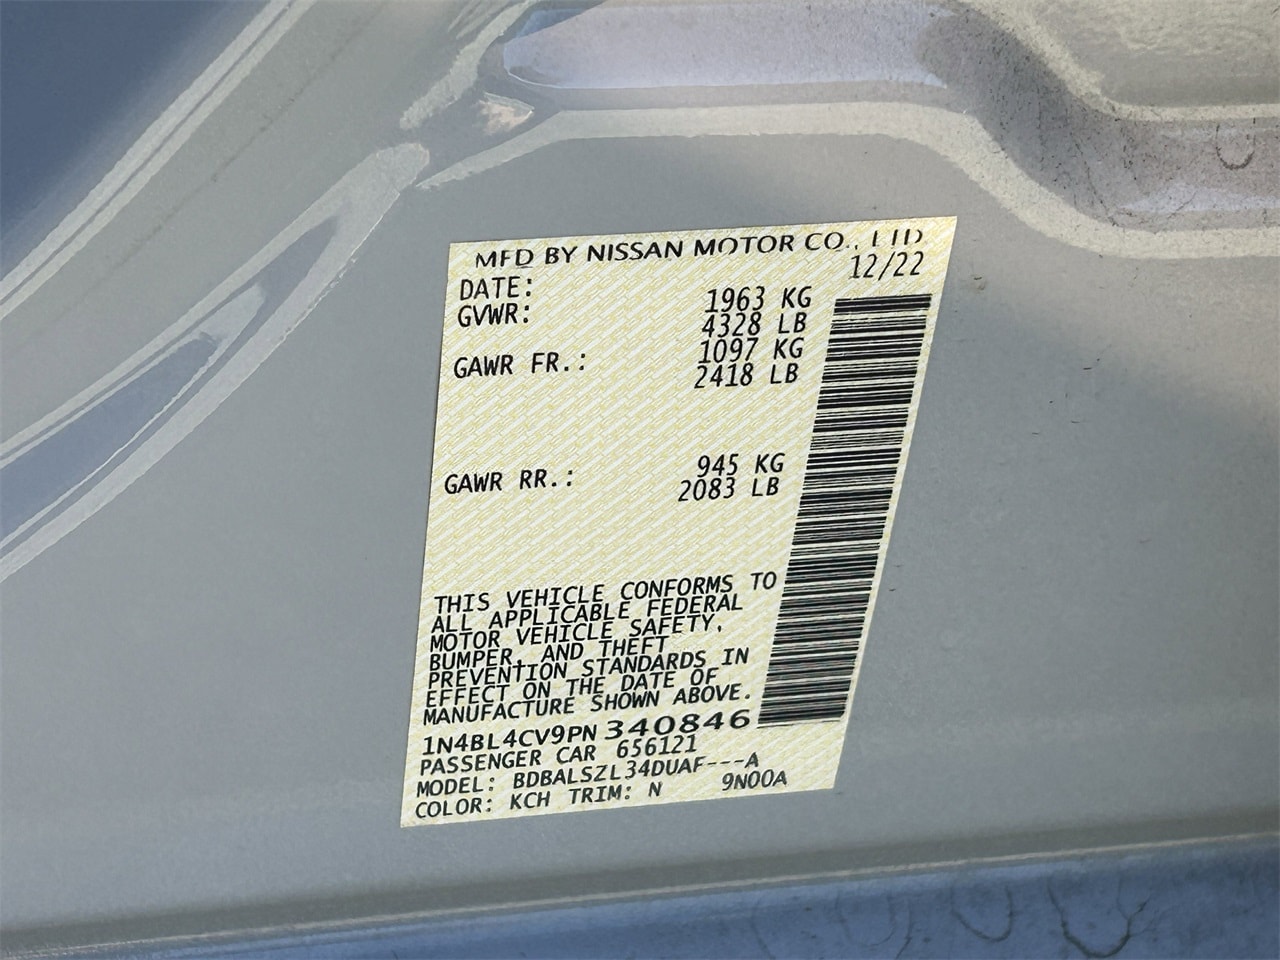 MFD BY NISSAN MOTOR CO., LTD
DATE: 12/22
GVWR: 1963 KG
4328 LB
GAWR FR.: 1097 KG
2418 LB
GAWR RR.: 945 KG
2083 LB
THIS VEHICLE CONFORMS TO
ALL APPLICABLE FEDERAL
MOTOR VEHICLE SAFETY,
BUMPER, AND THEFT
PREVENTION STANDARDS IN
EFFECT ON THE DATE OF
MANUFACTURE SHOWN ABOVE.
1N4BL4CV9PN340846
PASSENGER CAR 656121
MODEL: BDBALSZL34DUAF---A
COLOR: KCH TRIM: N 9N00A